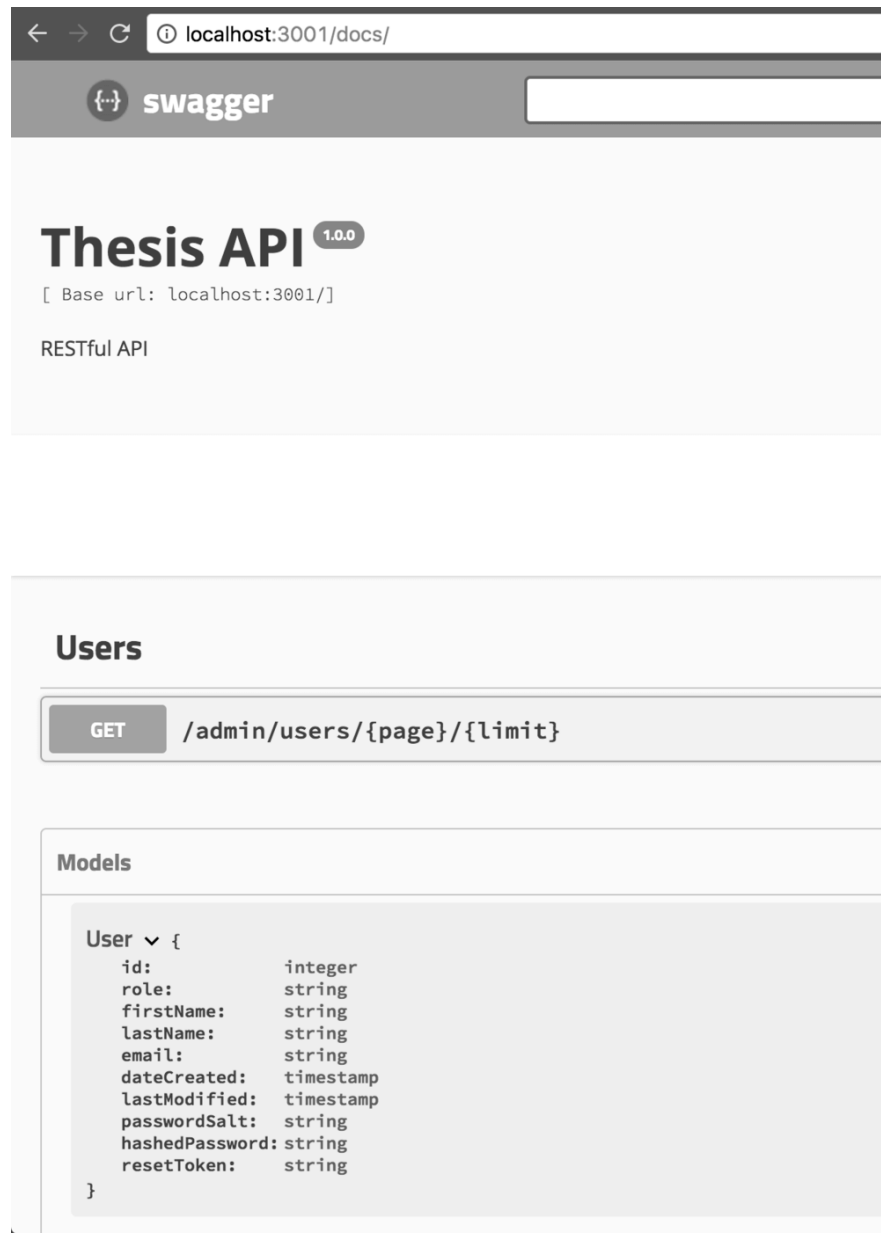 localhost:3001/docs/
{...} swagger
Thesis API 1.0.0
[ Base url: localhost:3001/]
RESTful API
Users
GET /admin/users/{page}/{limit}
Models
User {
id: integer
role: string
firstName: string
lastName: string
email: string
dateCreated: timestamp
lastModified: timestamp
passwordSalt: string
hashedPassword: string
resetToken: string
}